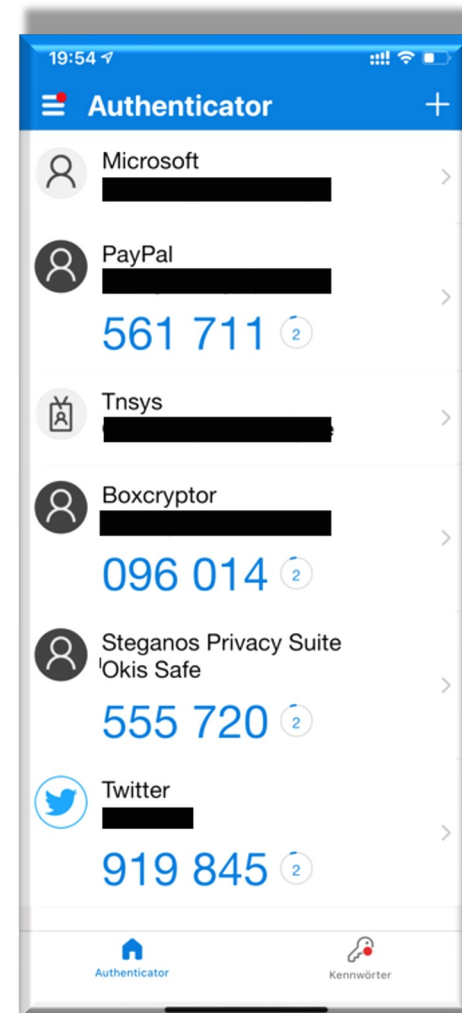 19:54
Authenticator
Microsoft
PayPal
561 711 2
Tnsys
Boxcryptor
096 014 2
Steganos Privacy Suite
Okis Safe
555 720 2
Twitter
919 845 2
Authenticator
Kennwörter